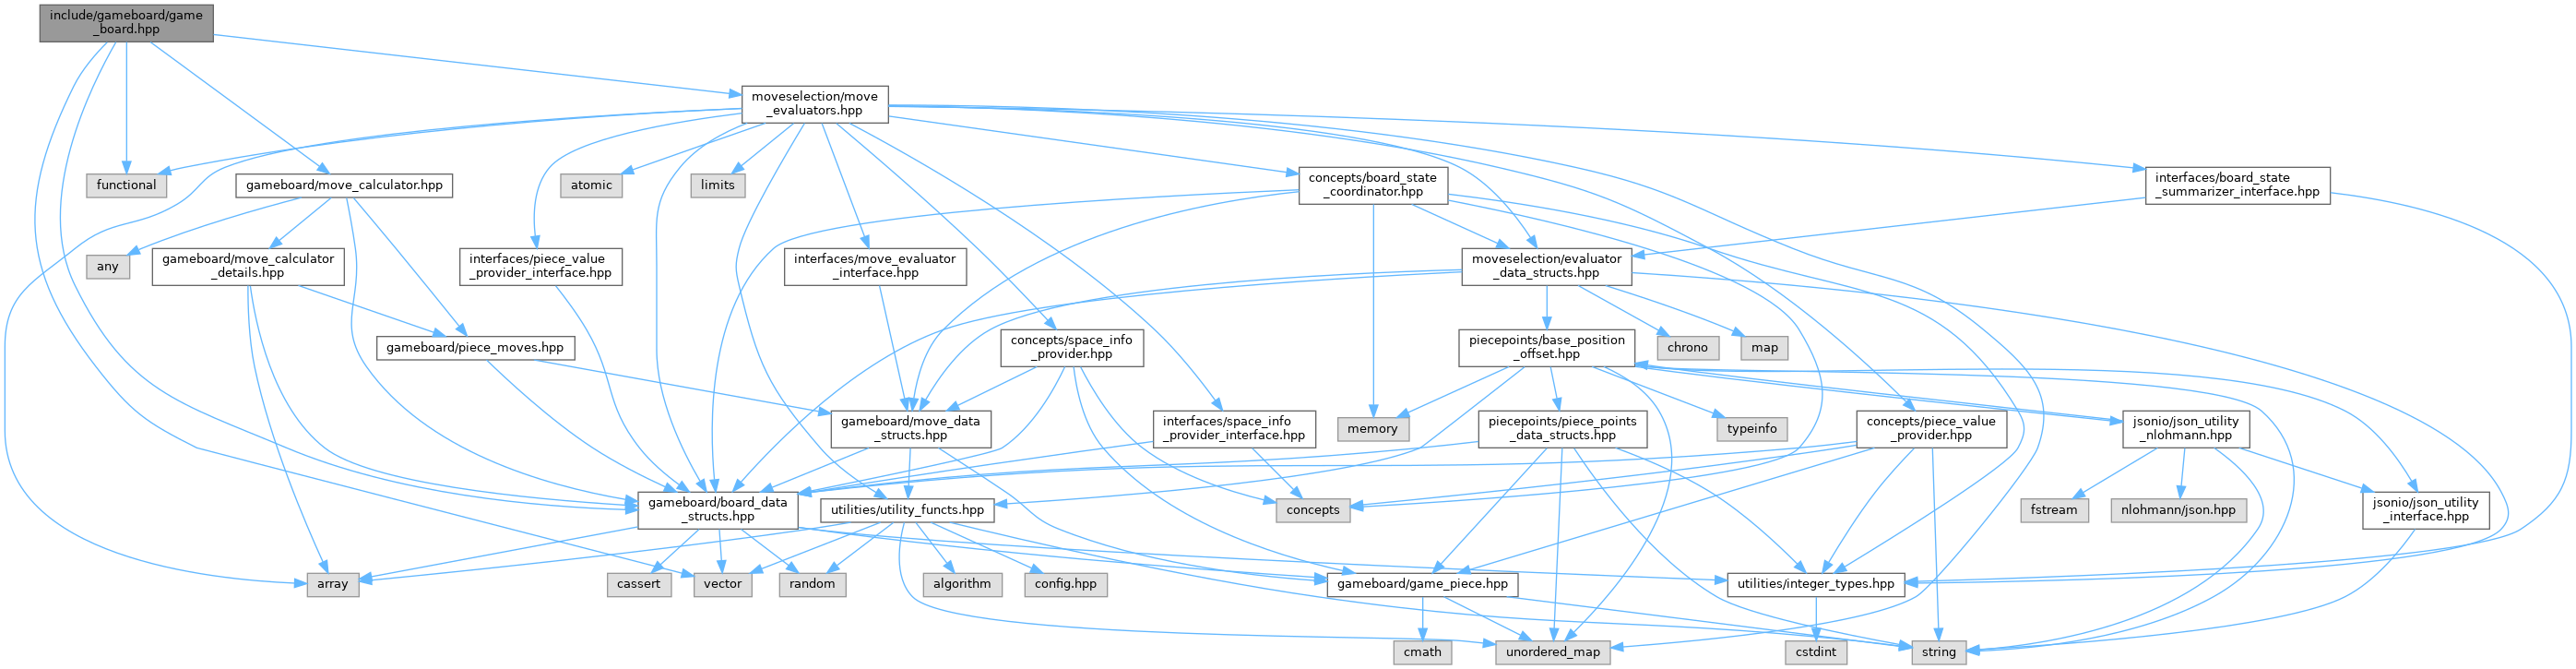 include/gameboard/game
_board.hpp
moveselection/move
_evaluators.hpp
functional
gameboard/move_calculator.hpp
atomic
limits
concepts/board_state
_coordinator.hpp
interfaces/board_state
_summarizer_interface.hpp
any
gameboard/move_calculator
_details.hpp
interfaces/piece_value
_provider_interface.hpp
interfaces/move_evaluator
_interface.hpp
moveselection/evaluator
_data_structs.hpp
gameboard/piece_moves.hpp
concepts/space_info
_provider.hpp
piecepoints/base_position
_offset.hpp
chrono
map
gameboard/move_data
_structs.hpp
interfaces/space_info
_provider_interface.hpp
memory
piecepoints/piece_points
_data_structs.hpp
typeinfo
concepts/piece_value
_provider.hpp
jsonio/json_utility
_nlohmann.hpp
gameboard/board_data
_structs.hpp
utilities/utility_functs.hpp
concepts
fstream
nlohmann/json.hpp
jsonio/json_utility
_interface.hpp
array
cassert
vector
random
algorithm
config.hpp
gameboard/game_piece.hpp
utilities/integer_types.hpp
cmath
unordered_map
cstdint
string